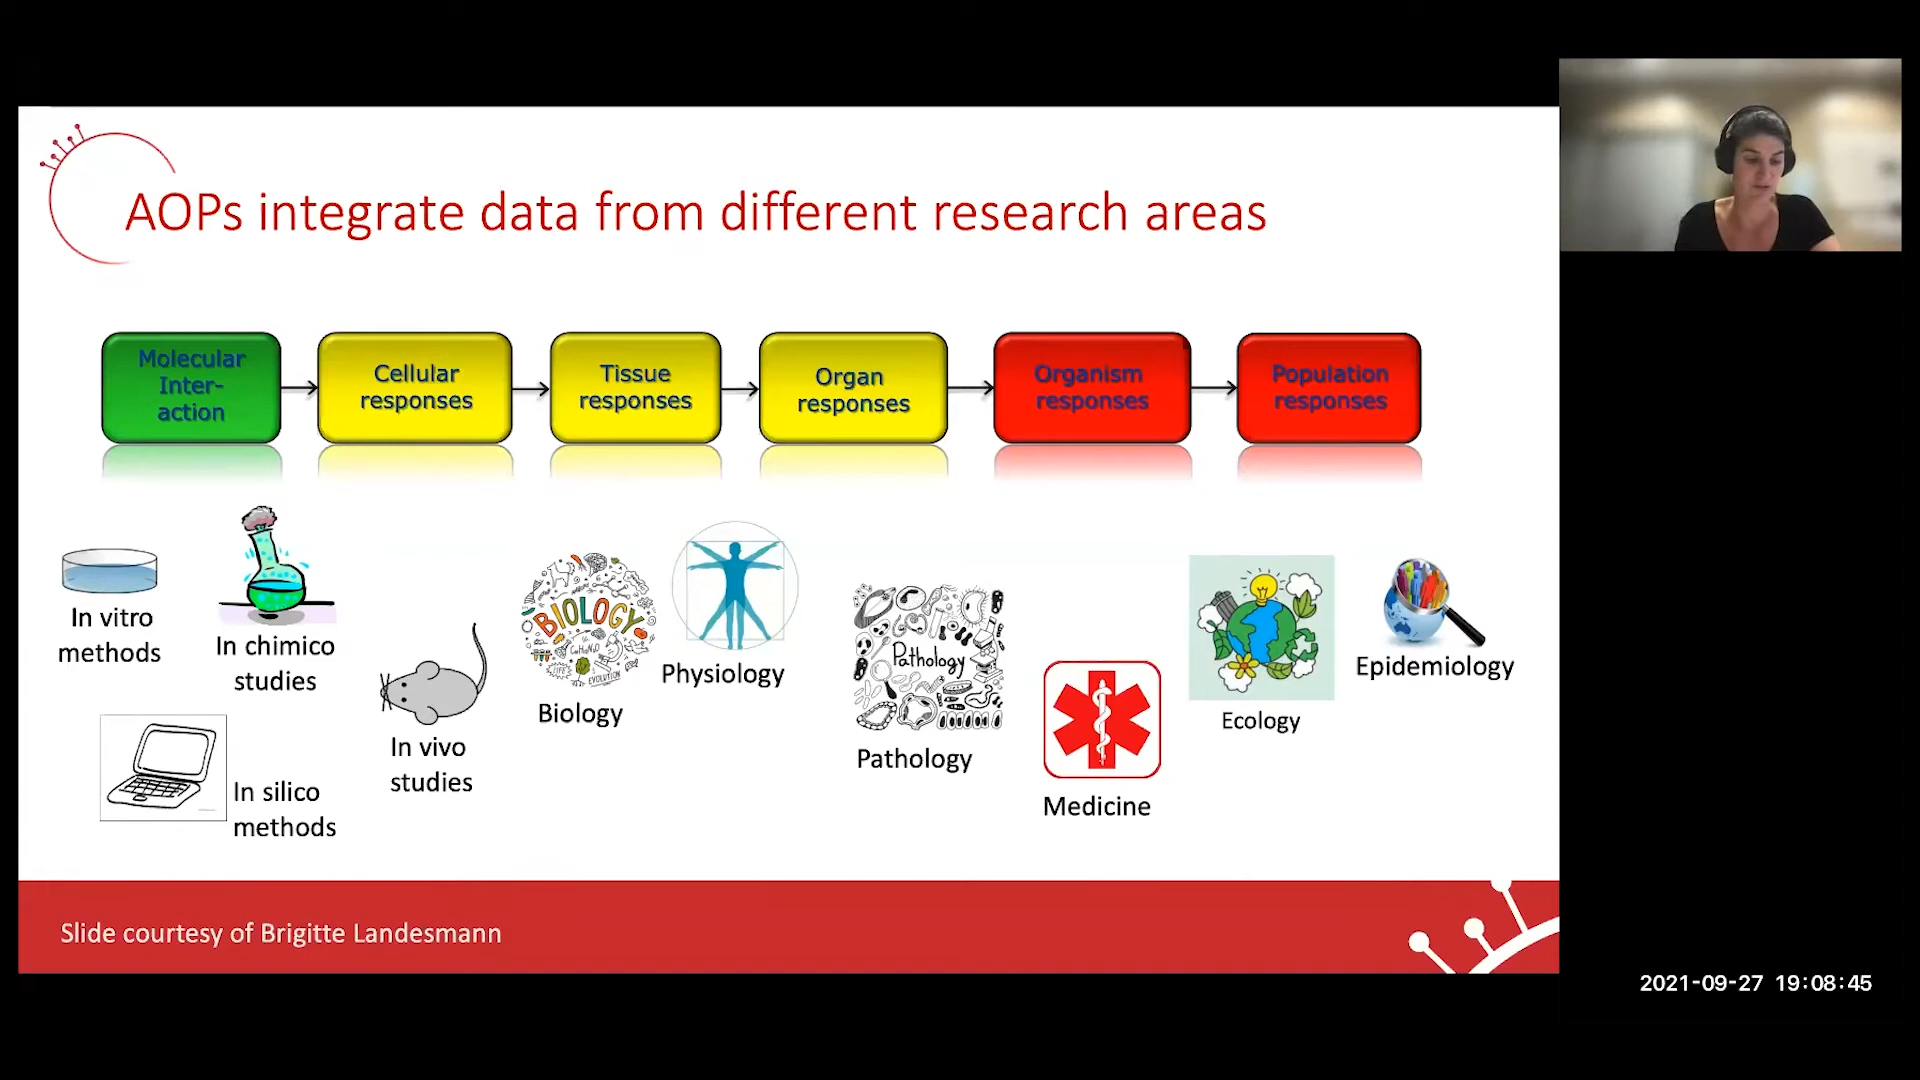 AOPs integrate data from different research areas
Molecular
Inter-
action
Cellular
responses
Tissue
responses
Organ
responses
Organism
responses
Population
responses
In vitro
methods
In chimico
studies
In silico
methods
In vivo
studies
BIOLOGY
EVOLUTION
Biology
Physiology
Pathology
Pathology
Medicine
Ecology
Epidemiology
Slide courtesy of Brigitte Landesmann
2021-09-27 19:08:45